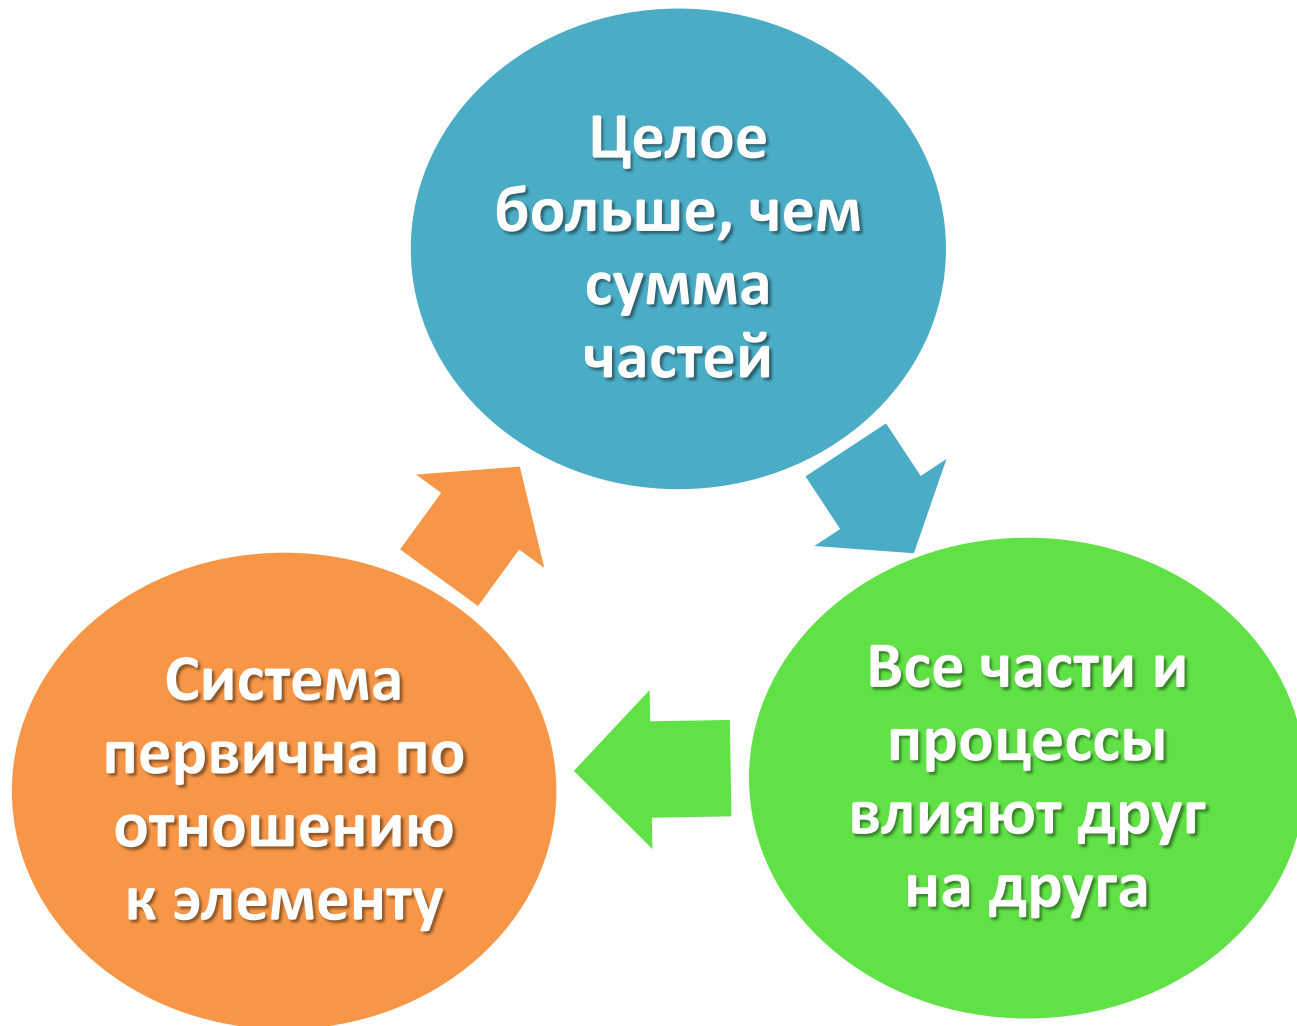 Целое
больше, чем
сумма
частей
Все части и
процессы
влияют друг
на друга
Система
первична по
отношению
к элементу